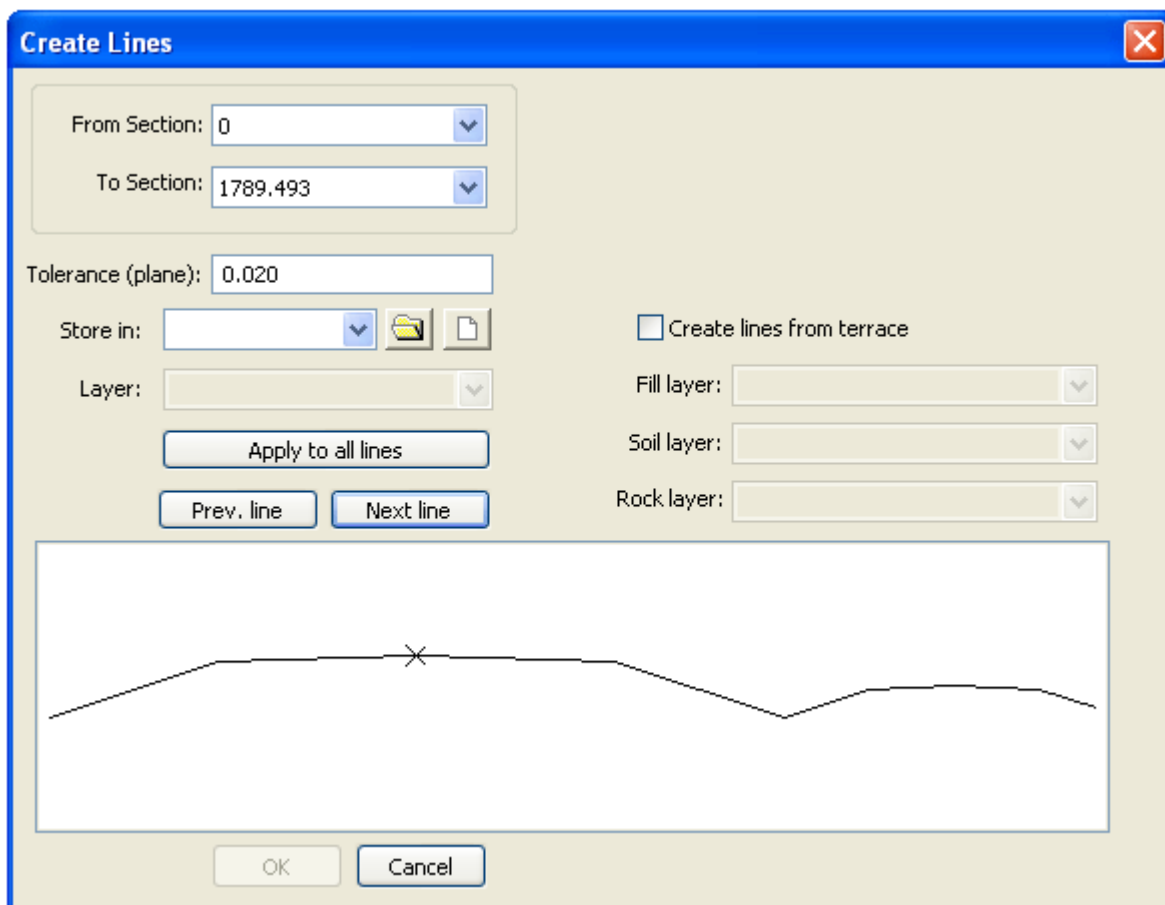 Create Lines
From Section: 0
To Section: 1789.493
Tolerance (plane): 0.020
Store in:
Create lines from terrace
Layer:
Fill layer:
Apply to all lines
Soil layer:
Prev. line
Next line
Rock layer:
OK
Cancel